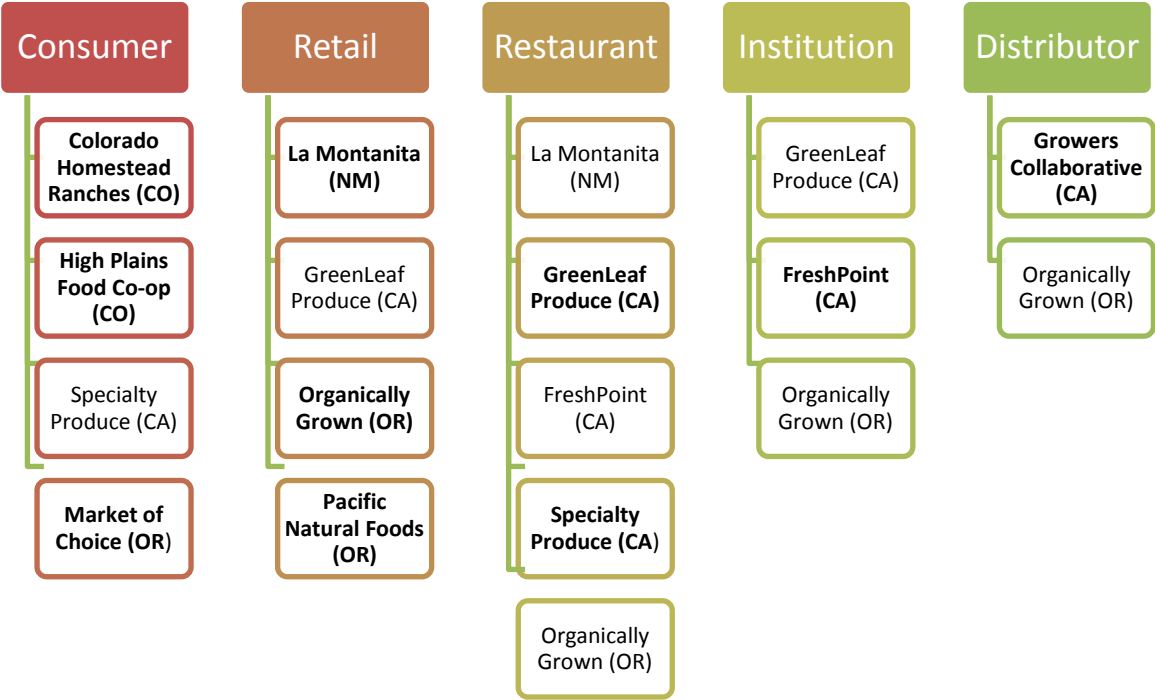 Consumer
Colorado
Homestead
Ranches (CO)
High Plains
Food Co-op
(CO)
Specialty
Produce (CA)
Market of
Choice (OR)
Retail
La Montanita
(NM)
GreenLeaf
Produce (CA)
Organically
Grown (OR)
Pacific
Natural Foods
(OR)
Restaurant
La Montanita
(NM)
GreenLeaf
Produce (CA)
FreshPoint
(CA)
Specialty
Produce (CA)
Organically
Grown (OR)
Institution
GreenLeaf
Produce (CA)
FreshPoint
(CA)
Organically
Grown (OR)
Distributor
Growers
Collaborative
(CA)
Organically
Grown (OR)